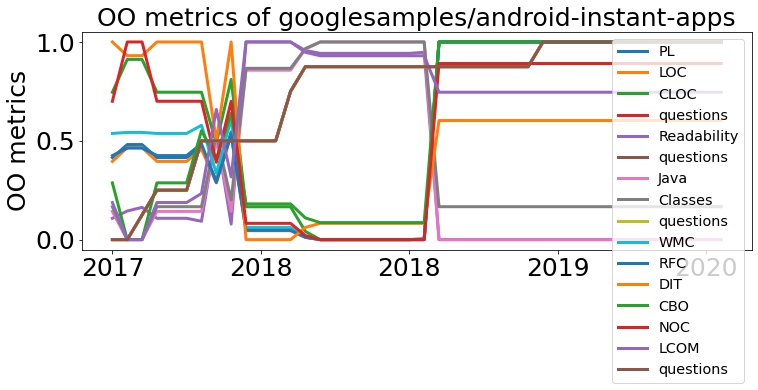 OO metrics of googlesamples/android-instant-apps
OO metrics
1.0
0.5
0.0
2017
2018
2018
2019
2020
PL
LOC
CLOC
questions
Readability
questions
Java
Classes
questions
WMC
RFC
DIT
CBO
NOC
LCOM
questions